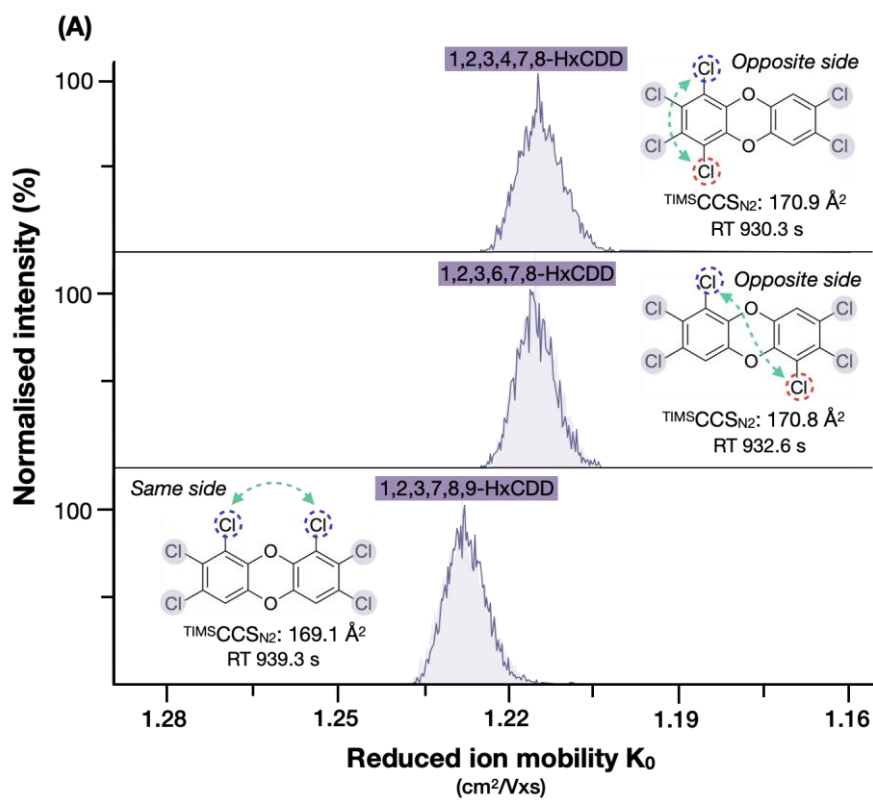 (A)
Normalised intensity (%)
100
1,2,3,4,7,8-HxCDD
Opposite side
Cl
Cl
O
Cl
Cl
O
Cl
Cl
TIMSCCSN2: 170.9 Å2
RT 930.3 s
100
1,2,3,6,7,8-HxCDD
Opposite side
Cl
Cl
O
Cl
Cl
O
Cl
Cl
TIMSCCSN2: 170.8 Å2
RT 932.6 s
100
Same side
1,2,3,7,8,9-HxCDD
Cl
Cl
Cl
O
Cl
Cl
O
Cl
TIMSCCSN2: 169.1 Å2
RT 939.3 s
1.28
1.25
1.22
1.19
1.16
Reduced ion mobility K0
(cm2/Vxs)